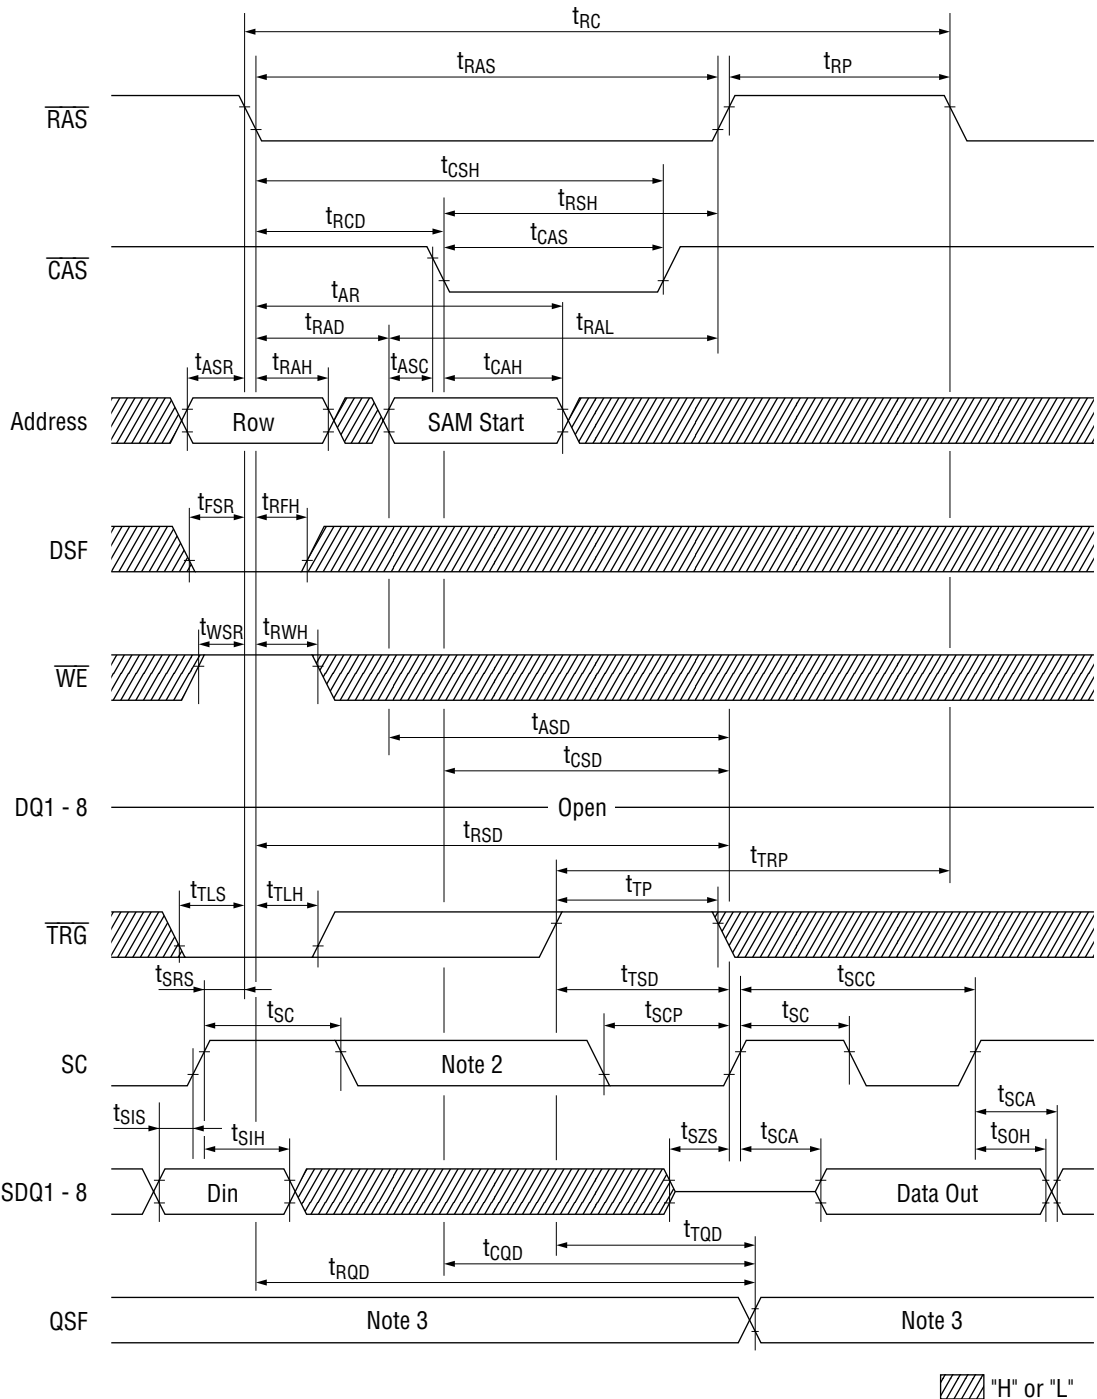 tRC
tRAS
tRP
RAS
tCSH
tRSH
tRCD
tCAS
CAS
tAR
tRAD
tRAL
tASR
tRAH
tASC
tCAH
Address
Row
SAM Start
tFSR
tRFH
DSF
tWSR
tRWH
WE
tASD
tCSD
DQ1 - 8
Open
tRSD
tTRP
tTLS
tTLH
tTP
TRG
tSRS
tTSD
tSCC
tSC
tSCP
tSC
SC
Note 2
tSIS
tSIH
tSZS
tSCA
tSCA
tSOH
SDQ1 - 8
Din
Data Out
tTQD
tCQD
tRQD
QSF
Note 3
Note 3
"H" or "L"